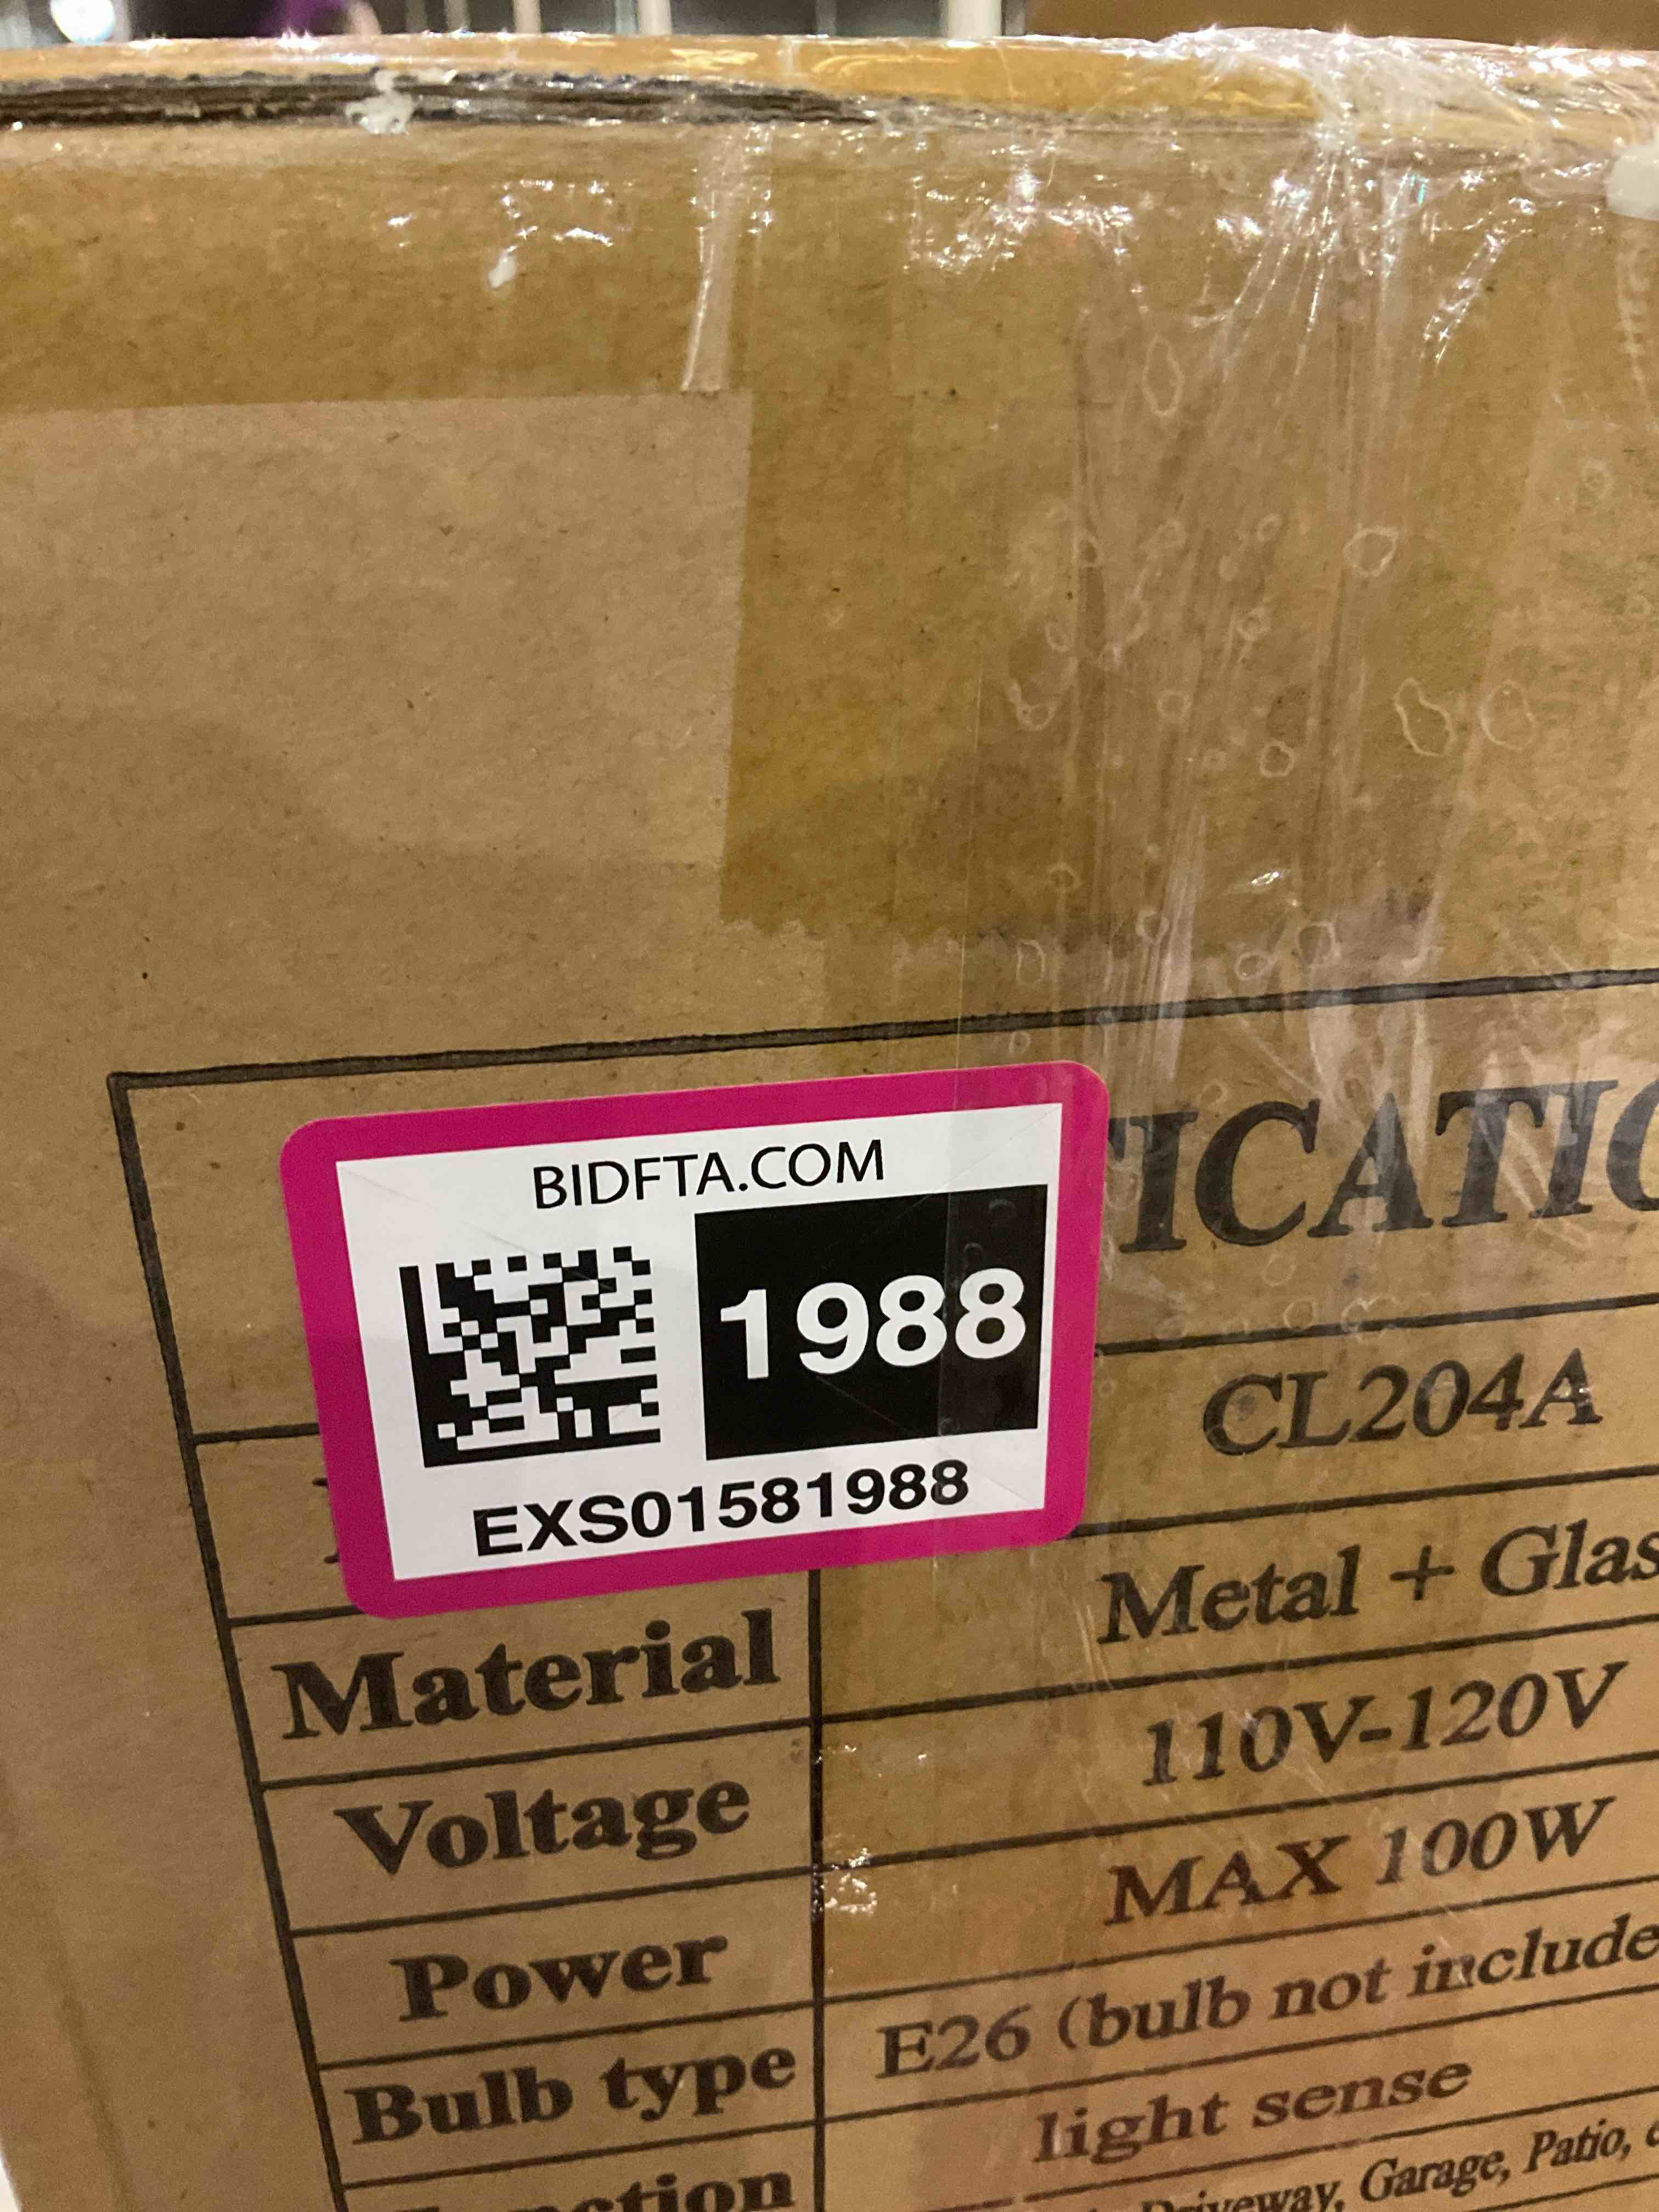 BIDFTA.COM
1988
EXS01581988
CL204A
Material Metal + Glas
Voltage 110V-120V
Power MAX 100W
Bulb type E26 (bulb not include
light sense
Driveway, Garage, Patio,